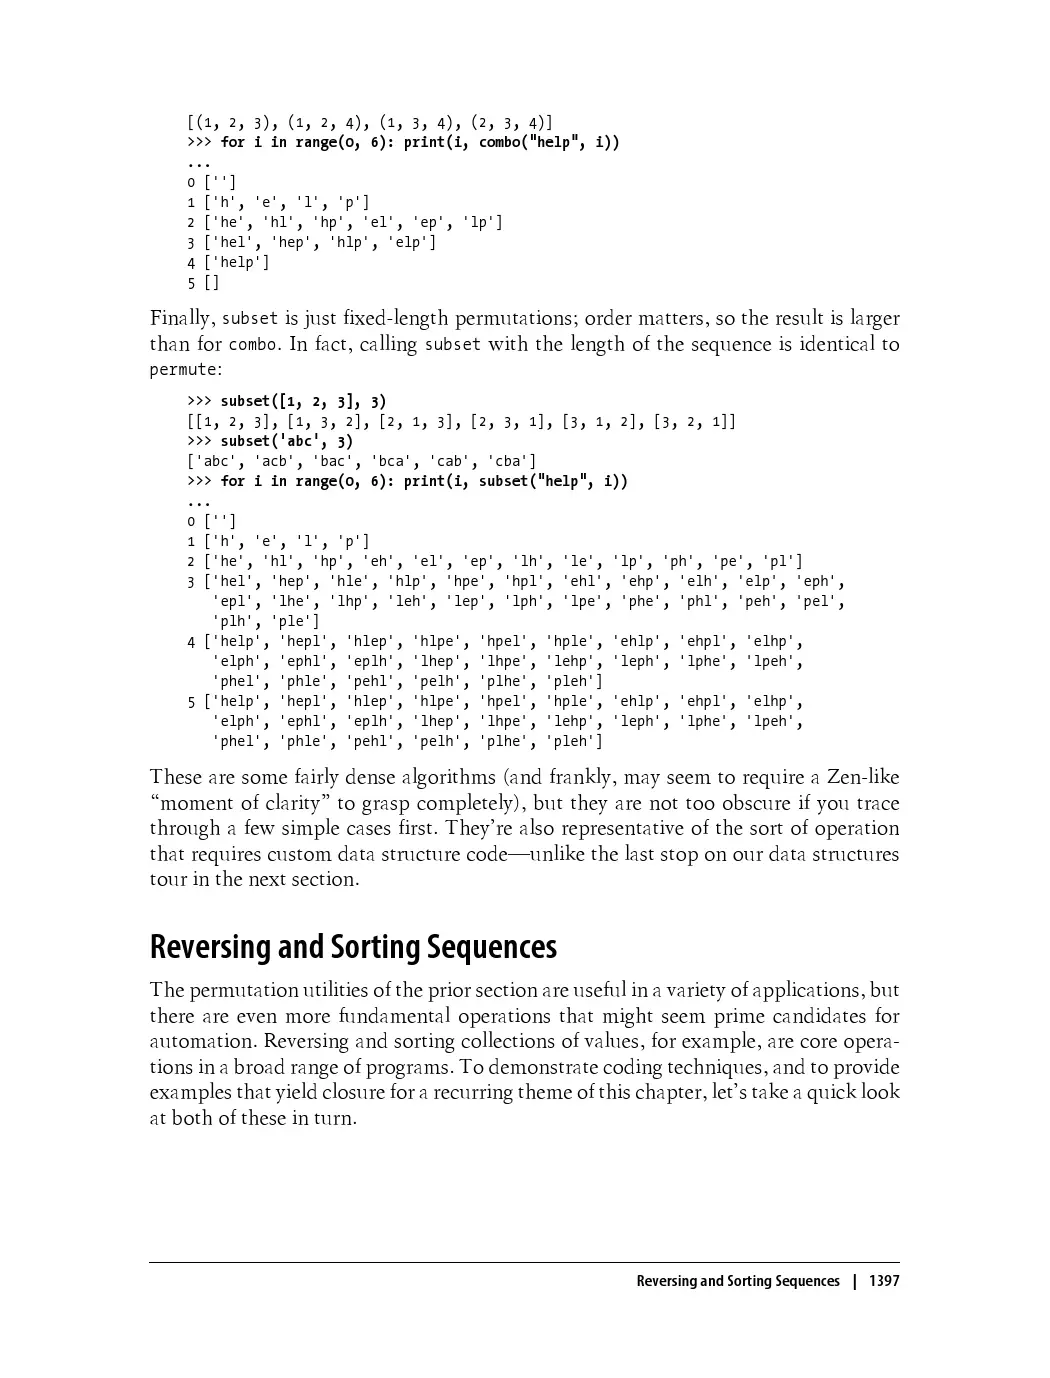 [(1, 2, 3), (1, 2, 4), (1, 3, 4), (2, 3, 4)]
>>> for i in range(0, 6): print(i, combo("help", i))
...
0 ['']
1 ['h', 'e', 'l', 'p']
2 ['he', 'hl', 'hp', 'el', 'ep', 'lp']
3 ['hel', 'hep', 'hlp', 'elp']
4 ['help']
5 []
Finally, subset is just fixed-length permutations; order matters, so the result is larger
than for combo. In fact, calling subset with the length of the sequence is identical to
permute:
>>> subset([1, 2, 3], 3)
[[1, 2, 3], [1, 3, 2], [2, 1, 3], [2, 3, 1], [3, 1, 2], [3, 2, 1]]
>>> subset('abc', 3)
['abc', 'acb', 'bac', 'bca', 'cab', 'cba']
>>> for i in range(0, 6): print(i, subset("help", i))
...
0 ['']
1 ['h', 'e', 'l', 'p']
2 ['he', 'hl', 'hp', 'eh', 'el', 'ep', 'lh', 'le', 'lp', 'ph', 'pe', 'pl']
3 ['hel', 'hep', 'hle', 'hlp', 'hpe', 'hpl', 'ehl', 'ehp', 'elh', 'elp', 'eph',
'epl', 'lhe', 'lhp', 'leh', 'lep', 'lph', 'lpe', 'phe', 'phl', 'peh', 'pel',
'plh', 'ple']
4 ['help', 'hepl', 'hlep', 'hlpe', 'hpel', 'hple', 'ehlp', 'ehpl', 'elhp',
'elph', 'ephl', 'eplh', 'lhep', 'lhpe', 'lehp', 'leph', 'lphe', 'lpeh',
'phel', 'phle', 'pehl', 'pelh', 'plhe', 'pleh']
5 ['help', 'hepl', 'hlep', 'hlpe', 'hpel', 'hple', 'ehlp', 'ehpl', 'elhp',
'elph', 'ephl', 'eplh', 'lhep', 'lhpe', 'lehp', 'leph', 'lphe', 'lpeh',
'phel', 'phle', 'pehl', 'pelh', 'plhe', 'pleh']
These are some fairly dense algorithms (and frankly, may seem to require a Zen-like
“moment of clarity” to grasp completely), but they are not too obscure if you trace
through a few simple cases first. They’re also representative of the sort of operation
that requires custom data structure code—unlike the last stop on our data structures
tour in the next section.
Reversing and Sorting Sequences
The permutation utilities of the prior section are useful in a variety of applications, but
there are even more fundamental operations that might seem prime candidates for
automation. Reversing and sorting collections of values, for example, are core opera-
tions in a broad range of programs. To demonstrate coding techniques, and to provide
examples that yield closure for a recurring theme of this chapter, let’s take a quick look
at both of these in turn.
Reversing and Sorting Sequences | 1397